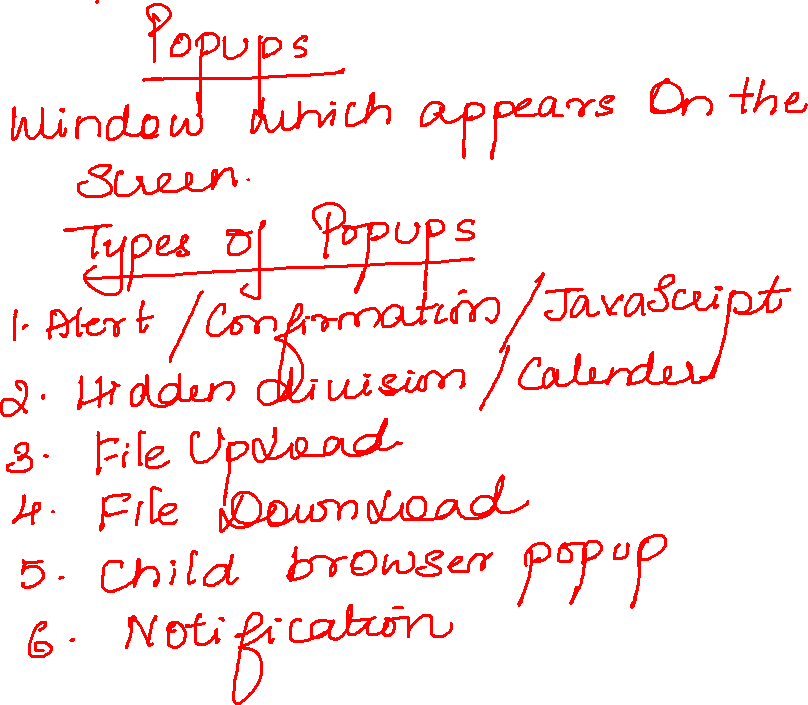 Popups
Window which appears On the
Screen.
Types of Popups
1. Alert / Confirmation / JavaScript
2. Hidden division / Calender
3. File Upload
4. File Download
5. Child browser popup
6. Notification